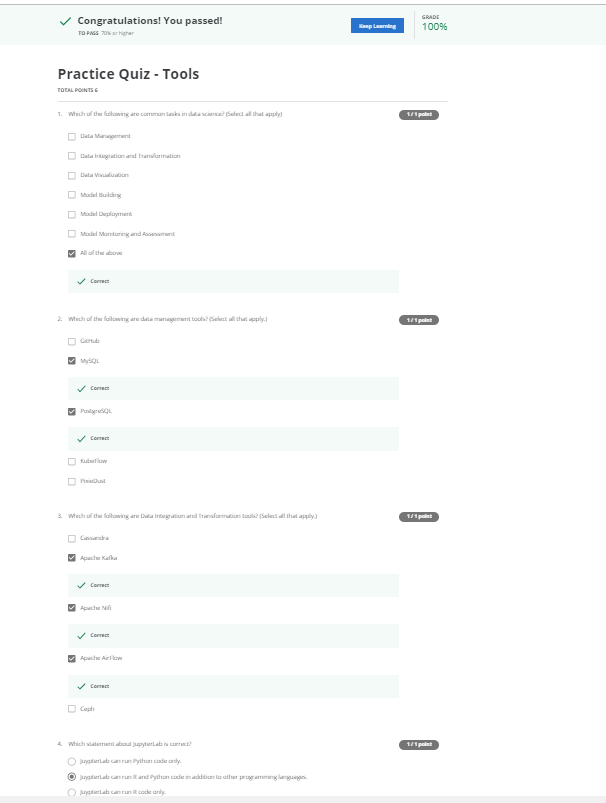 Congratulations! You passed!
TO PASS 70% or higher
Keep Learning
GRADE
100%
Practice Quiz - Tools
TOTAL POINTS 6
1. Which of the following are common tasks in data science? (Select all that apply)
1 / 1 point
Data Management
Data Integration and Transformation
Data Visualization
Model Building
Model Deployment
Model Monitoring and Assessment
All of the above
Correct
2. Which of the following are data management tools? (Select all that apply.)
1 / 1 point
GitHub
MySQL
Correct
PostgreSQL
Correct
KubeFlow
PixieDust
3. Which of the following are Data Integration and Transformation tools? (Select all that apply.)
1 / 1 point
Cassandra
Apache Kafka
Correct
Apache Nifi
Correct
Apache AirFlow
Correct
Ceph
4. Which statement about JupyterLab is correct?
1 / 1 point
JuypterLab can run Python code only.
JuypterLab can run R and Python code in addition to other programming languages.
JuypterLab can run R code only.